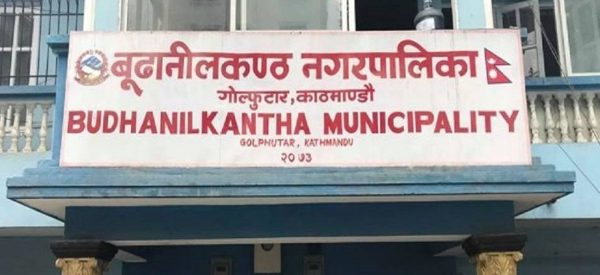 बूढानीलकण्ठ नगरपालिका
गोल्फुटार, काठमाण्डौ
BUDHANILKANTHA MUNICIPALITY
GOLPHUTAR, KATHMANDU
२०७३